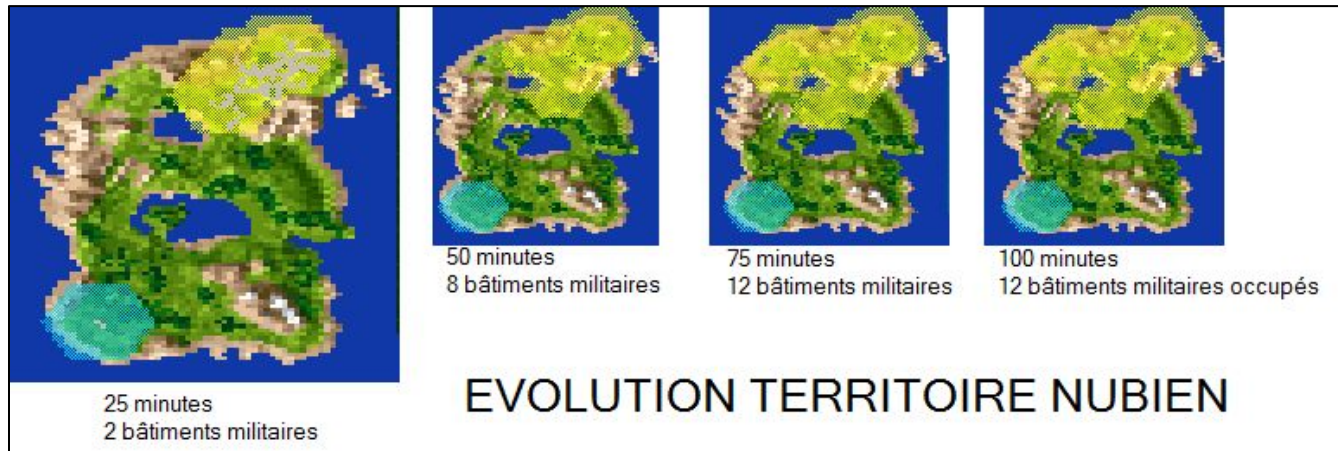 25 minutes
2 bâtiments militaires
50 minutes
8 bâtiments militaires
75 minutes
12 bâtiments militaires
100 minutes
12 bâtiments militaires occupés
EVOLUTION TERRITOIRE NUBIEN